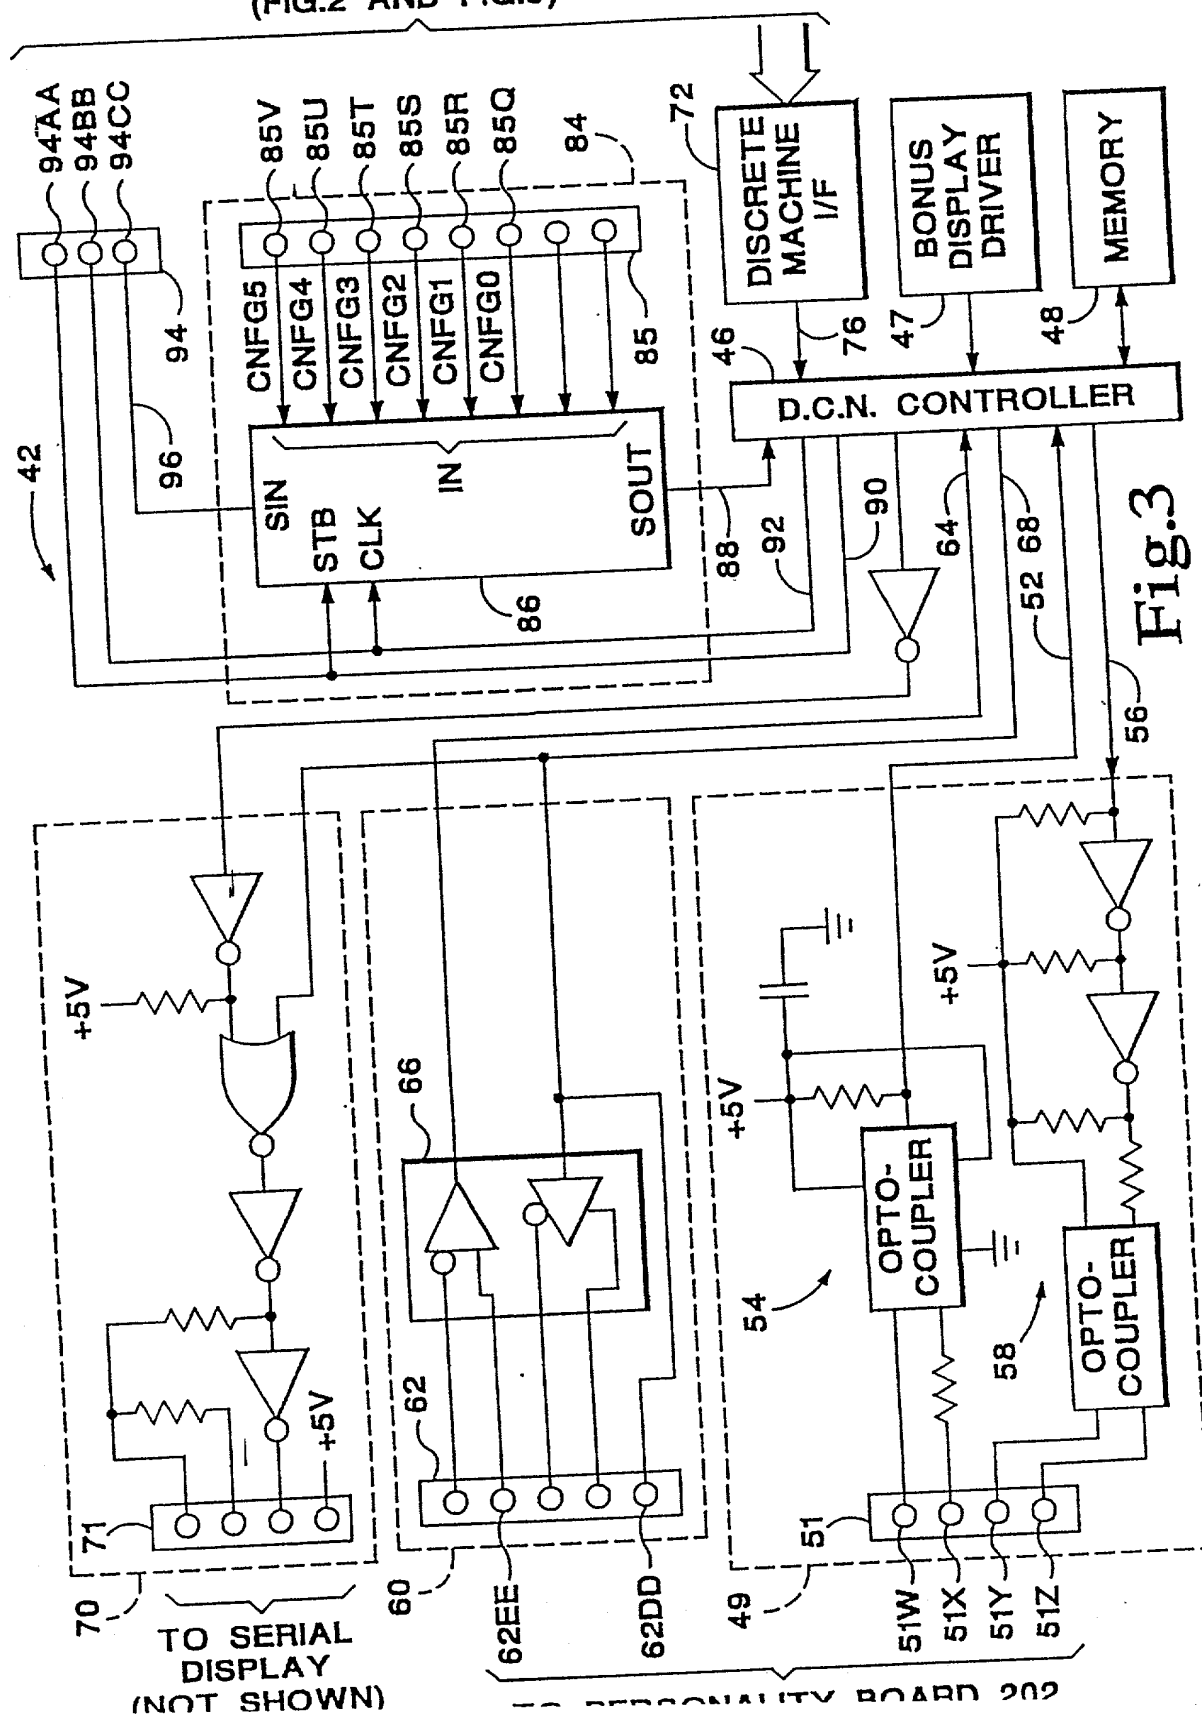 (FIG.2 AND FIG.5)
94AA
94BB
94CC
94
96
42
85V
85U
85T
85S
85R
85Q
84
85
CNFG5
CNFG4
CNFG3
CNFG2
CNFG1
CNFG0
IN
SIN
STB
CLK
SOUT
86
88
72
DISCRETE
MACHINE
I/F
76
BONUS
DISPLAY
DRIVER
47
MEMORY
48
46
D.C.N. CONTROLLER
92
90
64
68
52
56
Fig.3
+5V
+5V
71
70
TO SERIAL
DISPLAY
(NOT SHOWN)
66
62
60
62EE
62DD
+5V
+5V
OPTO-
COUPLER
54
OPTO-
COUPLER
58
51
49
51W
51X
51Y
51Z
TO PERSONALITY BOARD 202